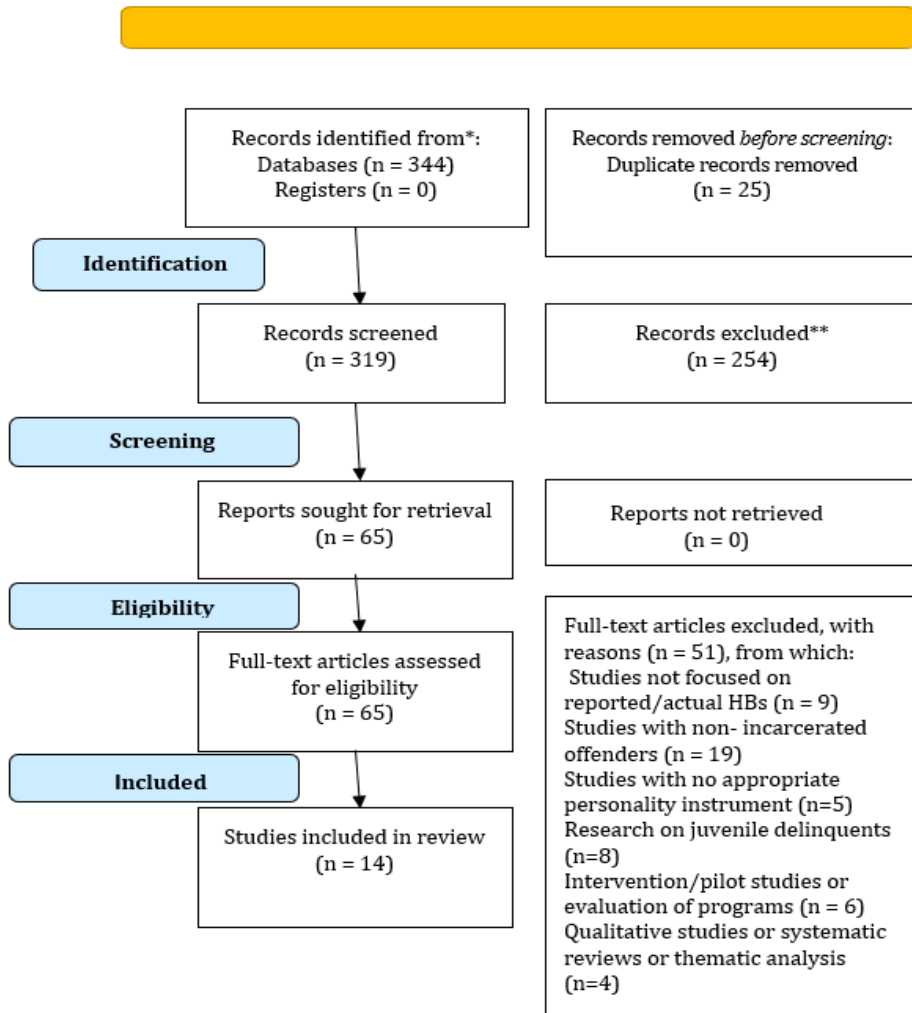 Records identified from*:
Databases (n = 344)
Registers (n = 0)
Records removed before screening:
Duplicate records removed
(n = 25)
Identification
Records screened
(n = 319)
Records excluded**
(n = 254)
Screening
Reports sought for retrieval
(n = 65)
Reports not retrieved
(n = 0)
Eligibility
Full-text articles assessed
for eligibility
(n = 65)
Full-text articles excluded, with
reasons (n = 51), from which:
Studies not focused on
reported/actual HBs (n = 9)
Studies with non- incarcerated
offenders (n = 19)
Studies with no appropriate
personality instrument (n=5)
Research on juvenile delinquents
(n=8)
Intervention/pilot studies or
evaluation of programs (n = 6)
Qualitative studies or systematic
reviews or thematic analysis
(n=4)
Included
Studies included in review
(n = 14)